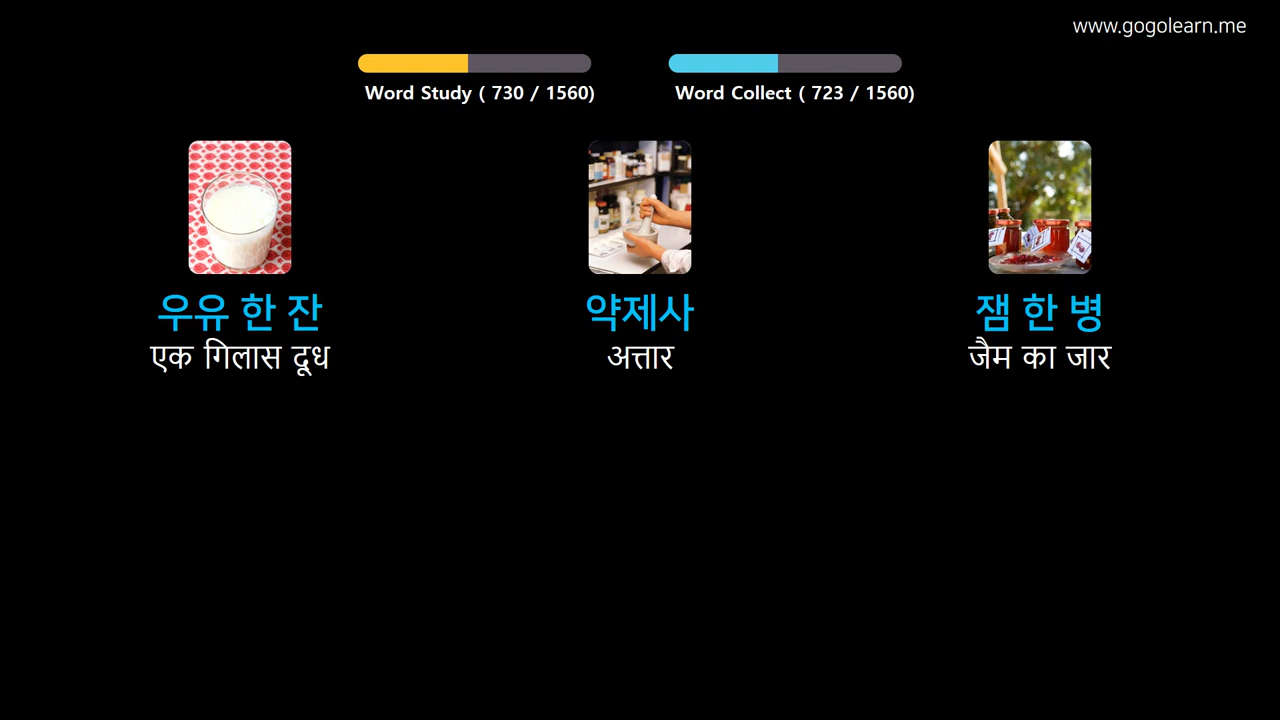 www.gogolearn.me
Word Study ( 730 / 1560)
Word Collect ( 723 / 1560)
우유 한 잔
एक गिलास दूध
약제사
अत्तार
잼 한 병
जैम का जार